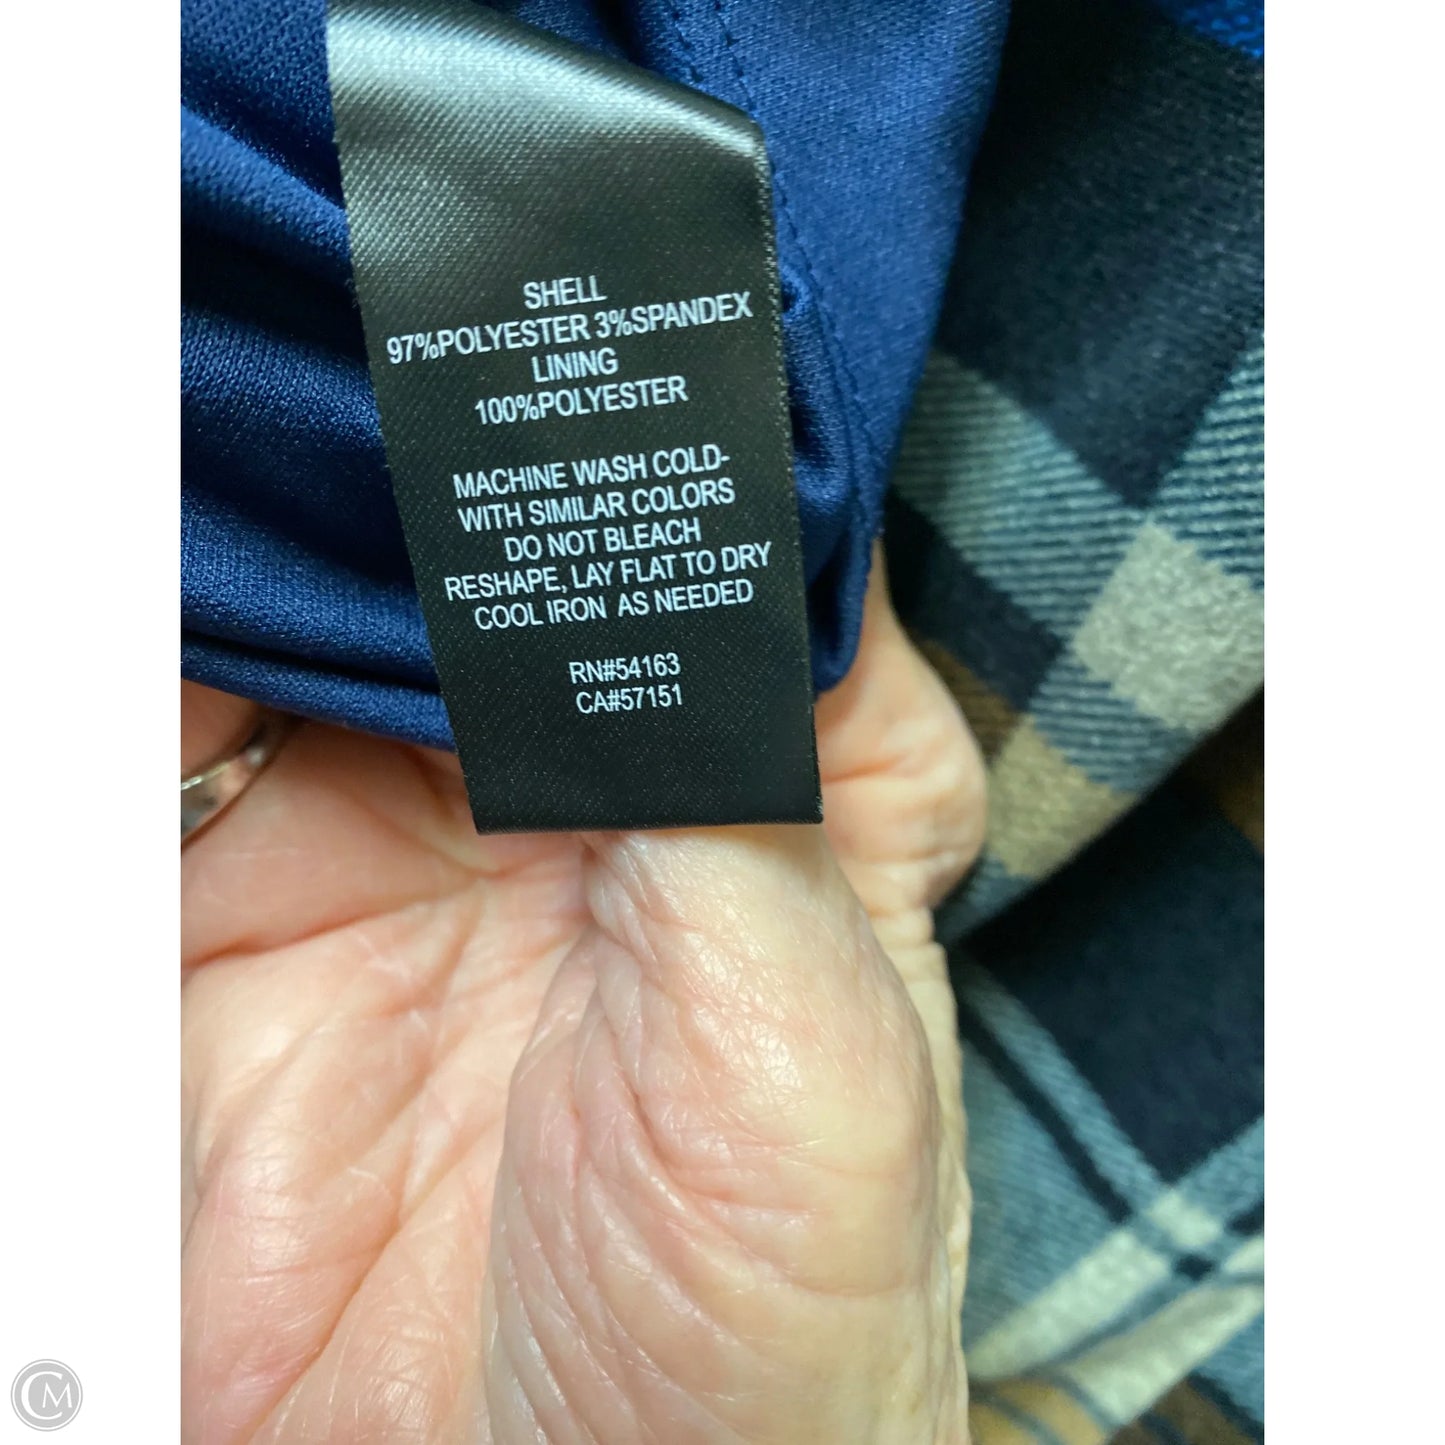 SHELL
97%POLYESTER 3%SPANDEX
LINING
100%POLYESTER
MACHINE WASH COLD-
WITH SIMILAR COLORS
DO NOT BLEACH
RESHAPE, LAY FLAT TO DRY
COOL IRON AS NEEDED
RN#54163
CA#57151
CM